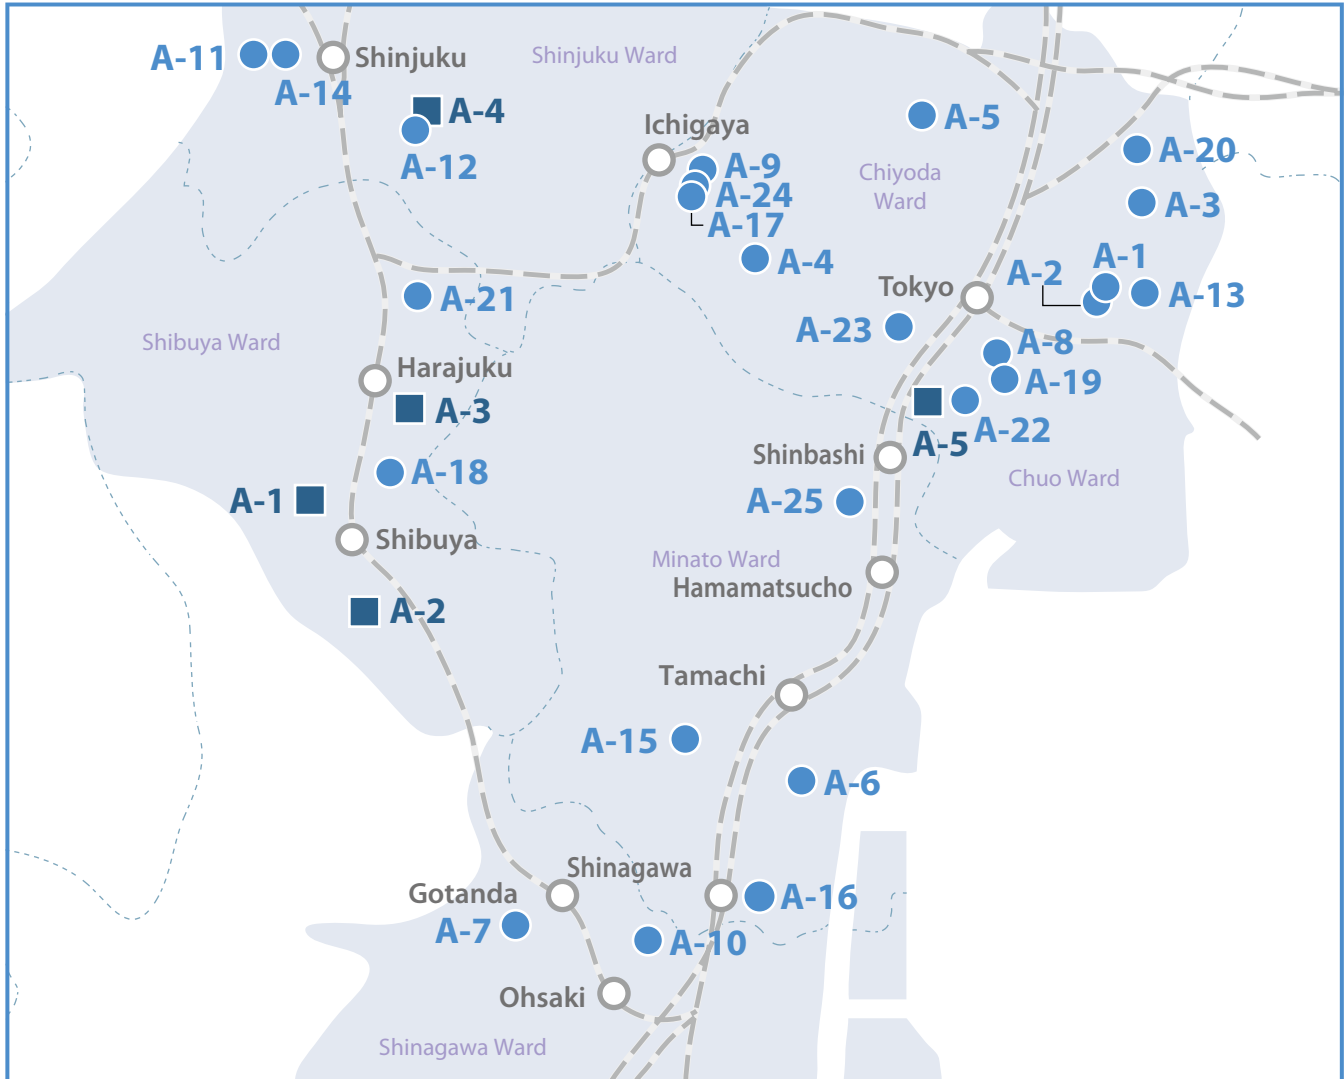 A-11
A-14
Shinjuku
Shinjuku Ward
A-4
A-12
Ichigaya
A-9
A-24
A-17
A-4
A-5
Chiyoda
Ward
A-20
A-3
A-1
A-2
A-13
Tokyo
A-21
A-23
Shibuya Ward
Harajuku
A-8
A-19
A-3
A-22
A-5
Shinbashi
A-18
Chuo Ward
A-1
A-25
Shibuya
Minato Ward
Hamamatsucho
A-2
Tamachi
A-15
A-6
Shinagawa
Gotanda
A-16
A-7
A-10
Ohsaki
Shinagawa Ward